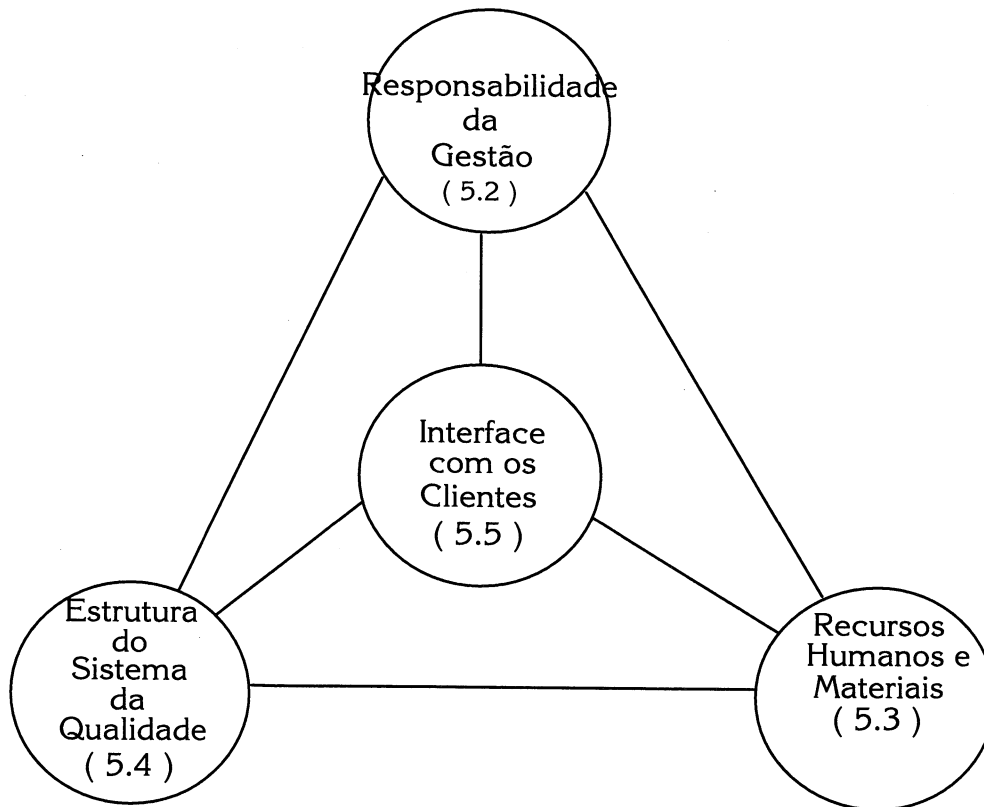 Responsabilidade
da
Gestão
( 5.2 )
Interface
com os
Clientes
( 5.5 )
Estrutura
do
Sistema
da
Qualidade
( 5.4 )
Recursos
Humanos e
Materiais
( 5.3 )